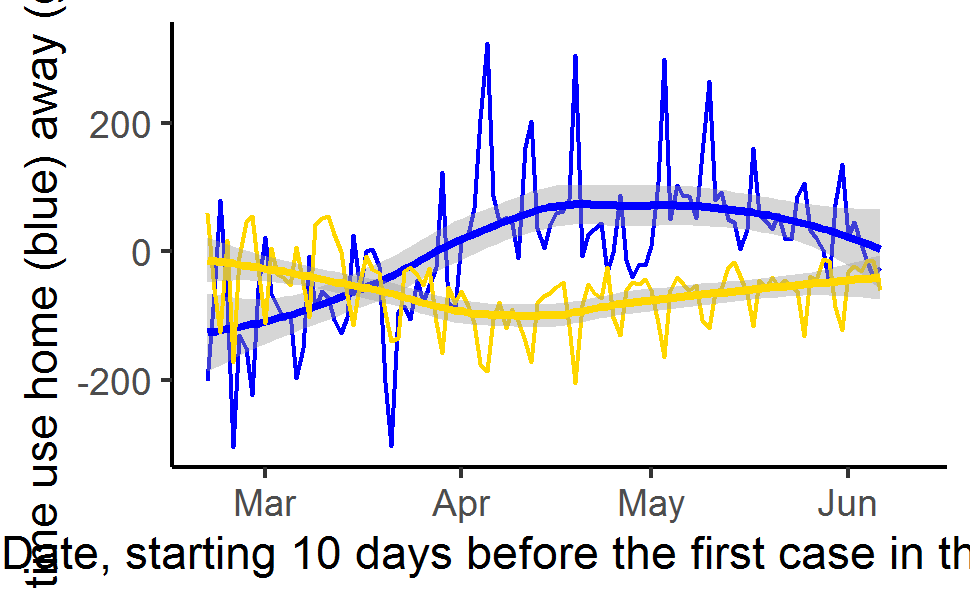 time use home (blue) away (
200
0
-200
Mar Apr May Jun
Date, starting 10 days before the first case in th